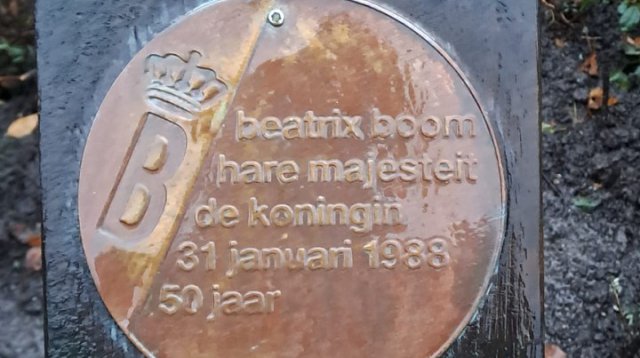 B
beatrix boom
hare majesteit
de koningin
31 januari 1988
50 jaar